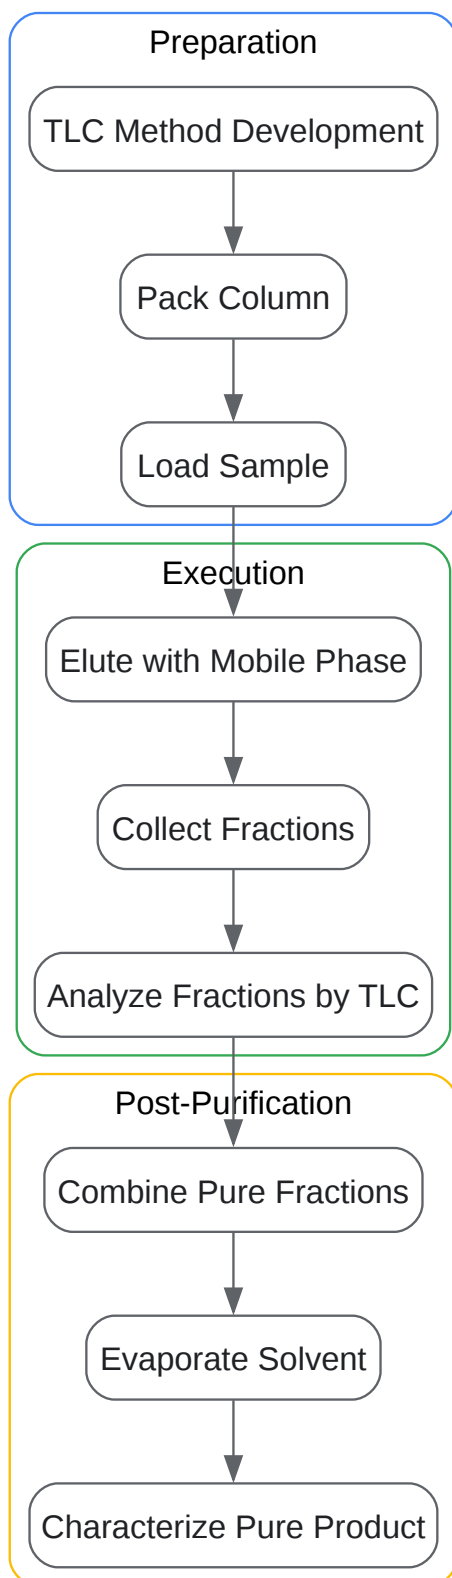 Preparation
TLC Method Development
Pack Column
Load Sample
Execution
Elute with Mobile Phase
Collect Fractions
Analyze Fractions by TLC
Post-Purification
Combine Pure Fractions
Evaporate Solvent
Characterize Pure Product